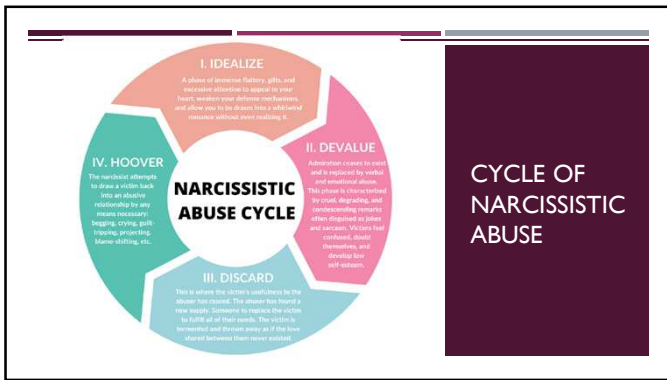 I. IDEALIZE
A phase of immense flattery, gifts, and
excessive attention to appeal to your
heart, weaken your defense mechanisms,
and allow you to be drawn into a whirlwind
romance without even realizing it.
II. DEVALUE
Admiration ceases to exist
and is replaced by verbal
and emotional abuse.
This phase is characterized
by cruel, degrading, and
condescending remarks
often disguised as jokes
and sarcasm. Victims feel
confused, doubt
themselves, and
develop low
self-esteem.
III. DISCARD
This is where the victim's usefulness to the
abuser has ceased. The abuser has found a
new supply. Someone to replace the victim
to fulfill all of their needs. The victim is
tormented and thrown away as if the love
shared between them never existed.
IV. HOOVER
The narcissist attempts
to draw a victim back
into an abusive
relationship by any
means necessary:
begging, crying, guilt-
tripping, projecting,
blame-shifting, etc.
NARCISSISTIC
ABUSE CYCLE
CYCLE OF
NARCISSISTIC
ABUSE